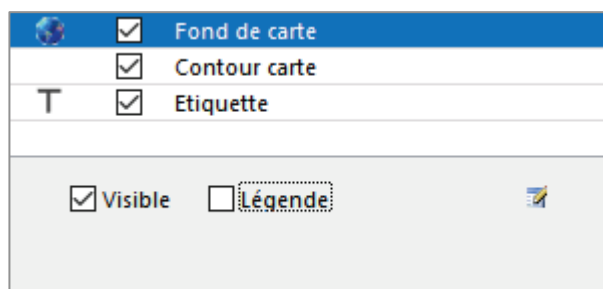 Fond de carte
Contour carte
T Etiquette
Visible Légende